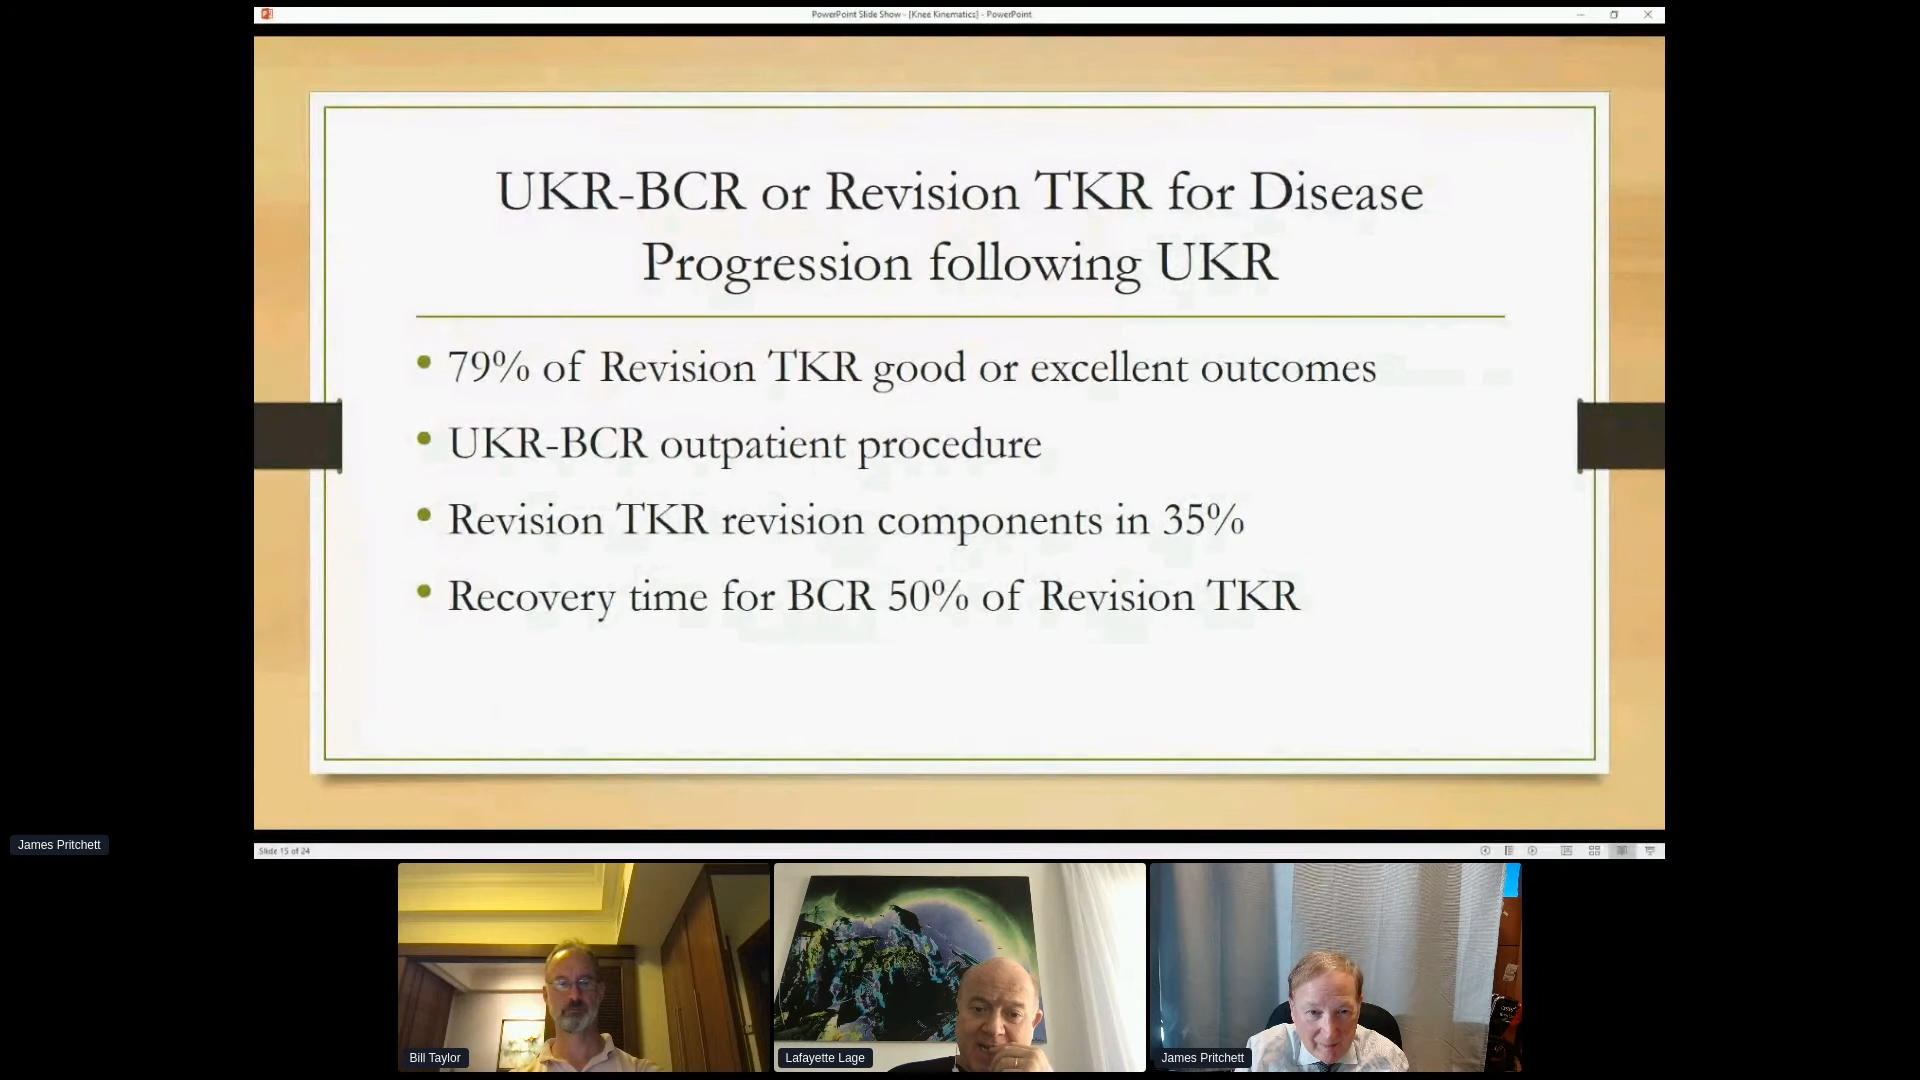 PowerPoint Slide Show - [Knee Kinematics] - PowerPoint
UKR-BCR or Revision TKR for Disease
Progression following UKR
• 79% of Revision TKR good or excellent outcomes
• UKR-BCR outpatient procedure
• Revision TKR revision components in 35%
• Recovery time for BCR 50% of Revision TKR
James Pritchett
Slide 15 of 24
Bill Taylor
Lafayette Lage
James Pritchett